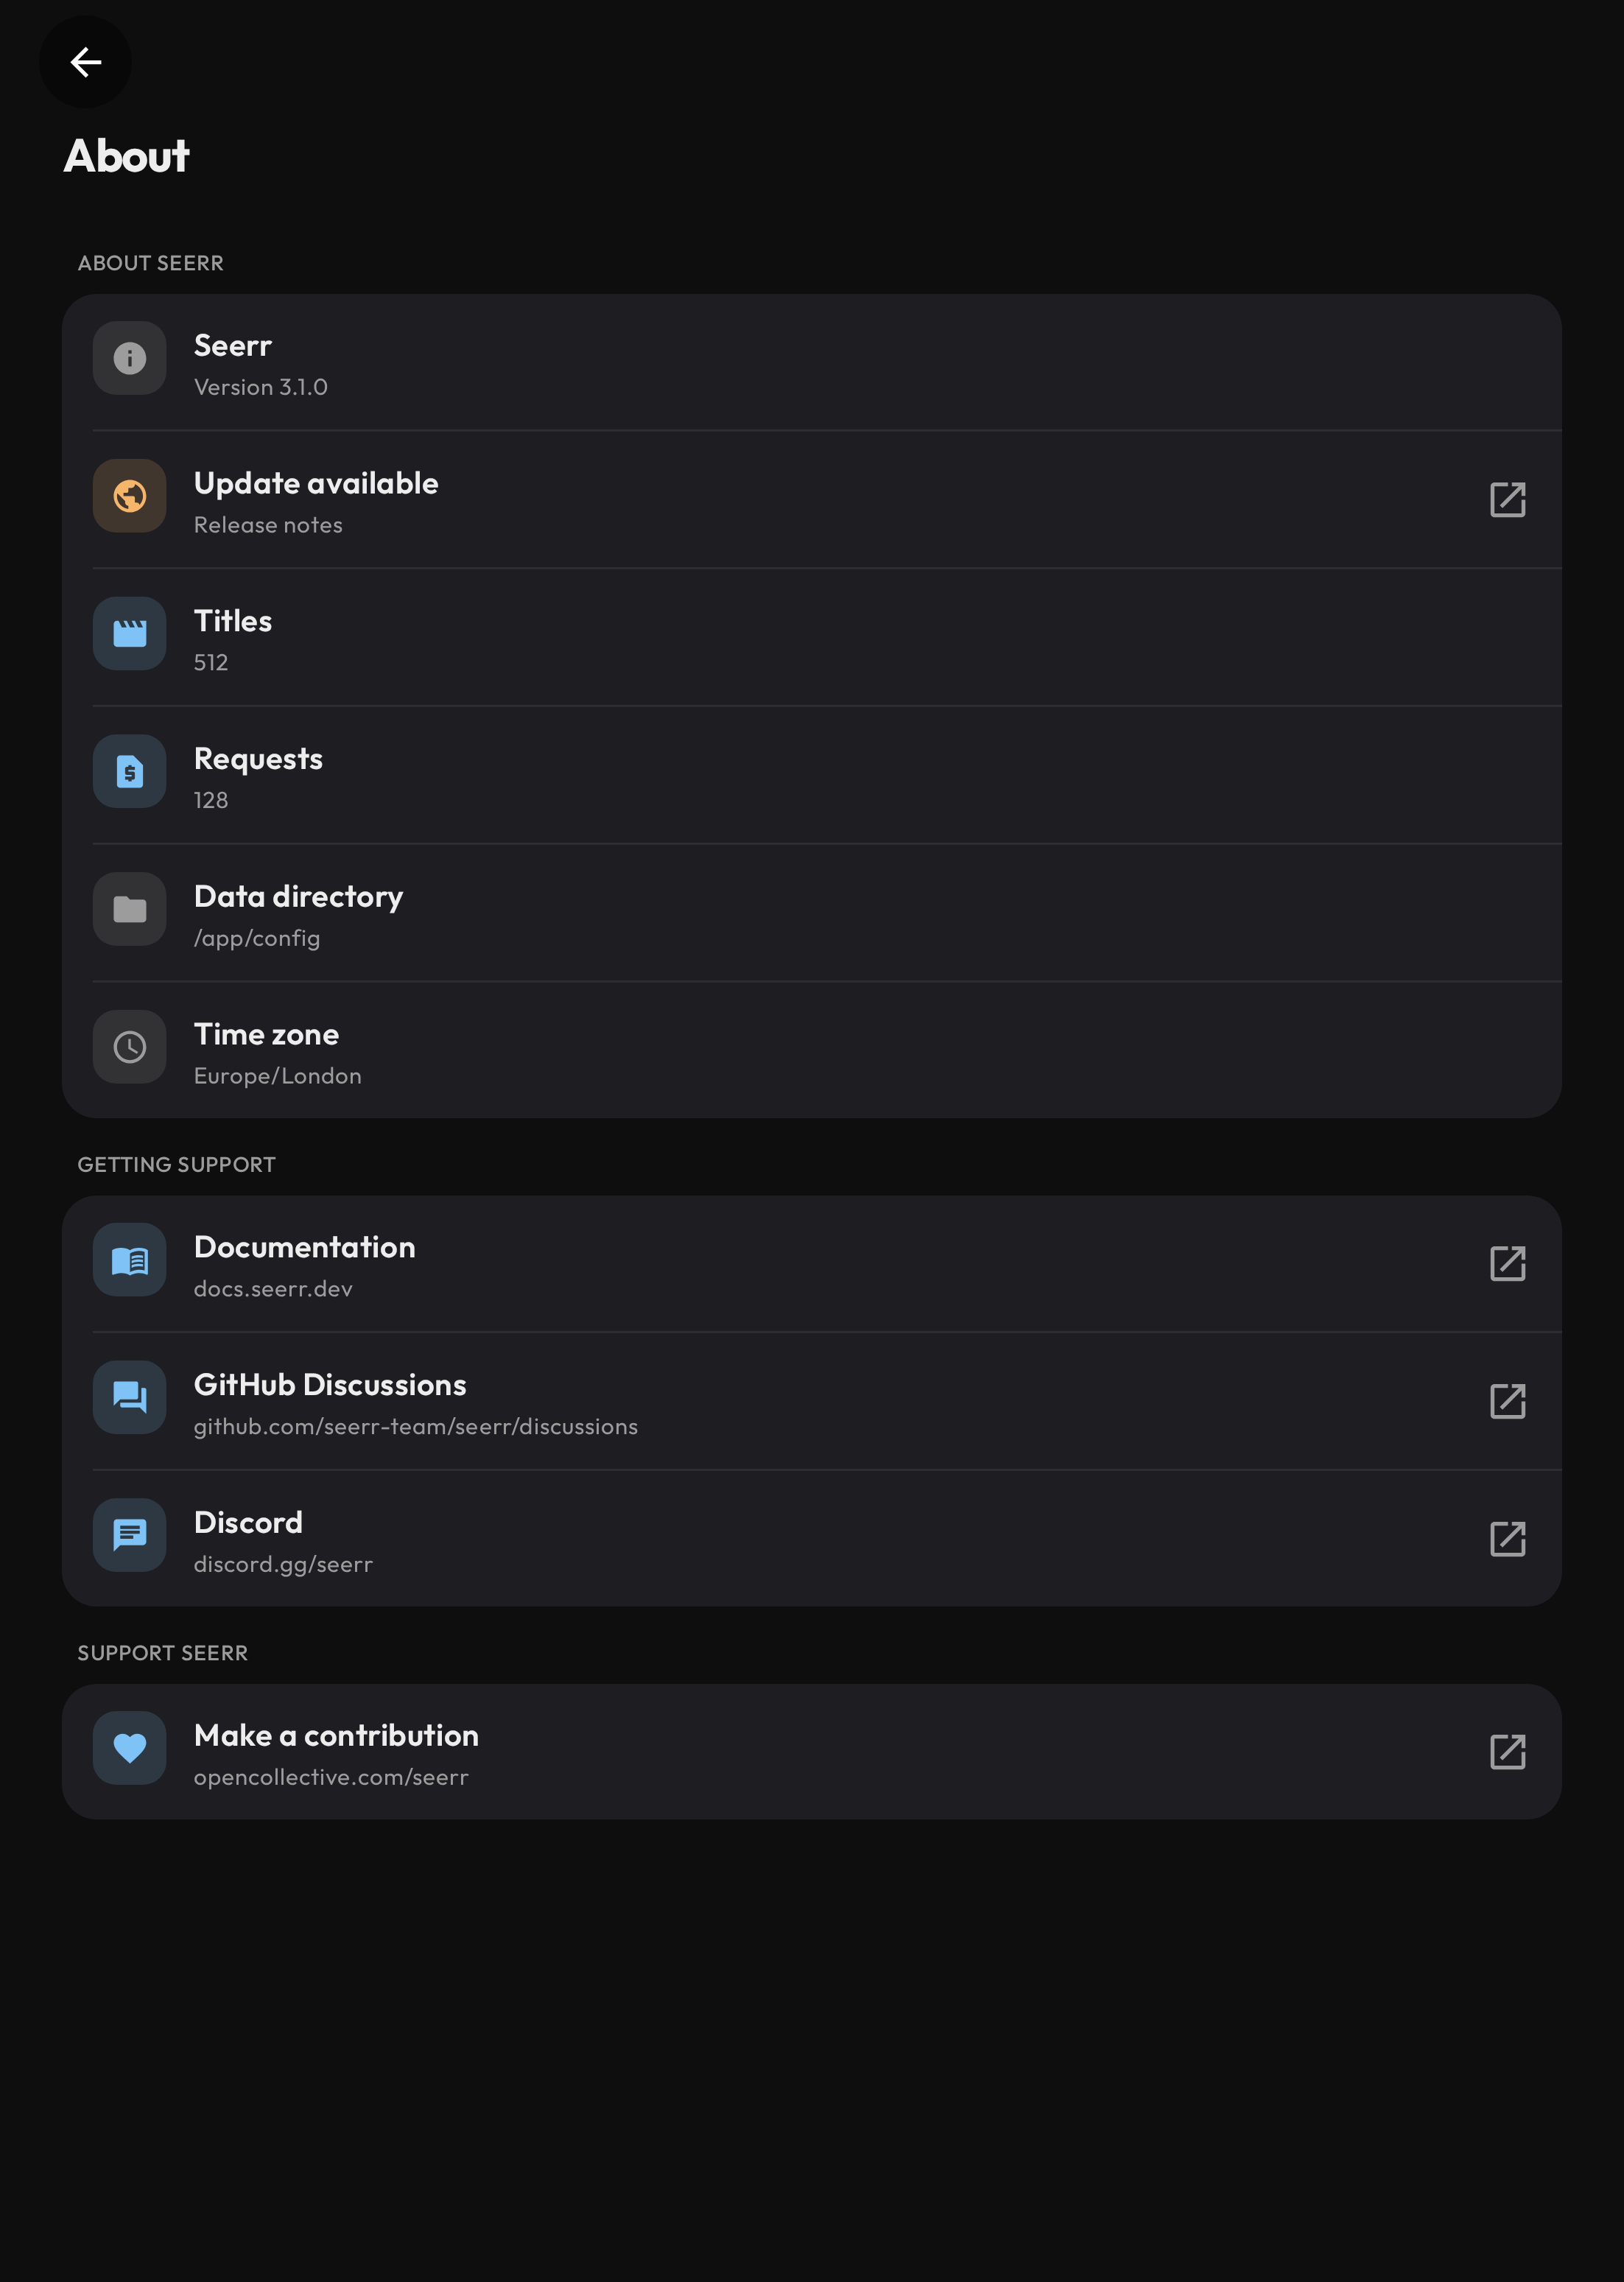 About
ABOUT SEERR
Seerr
Version 3.1.0
Update available
Release notes
Titles
512
Requests
128
Data directory
/app/config
Time zone
Europe/London
GETTING SUPPORT
Documentation
docs.seerr.dev
GitHub Discussions
github.com/seerr-team/seerr/discussions
Discord
discord.gg/seerr
SUPPORT SEERR
Make a contribution
opencollective.com/seerr